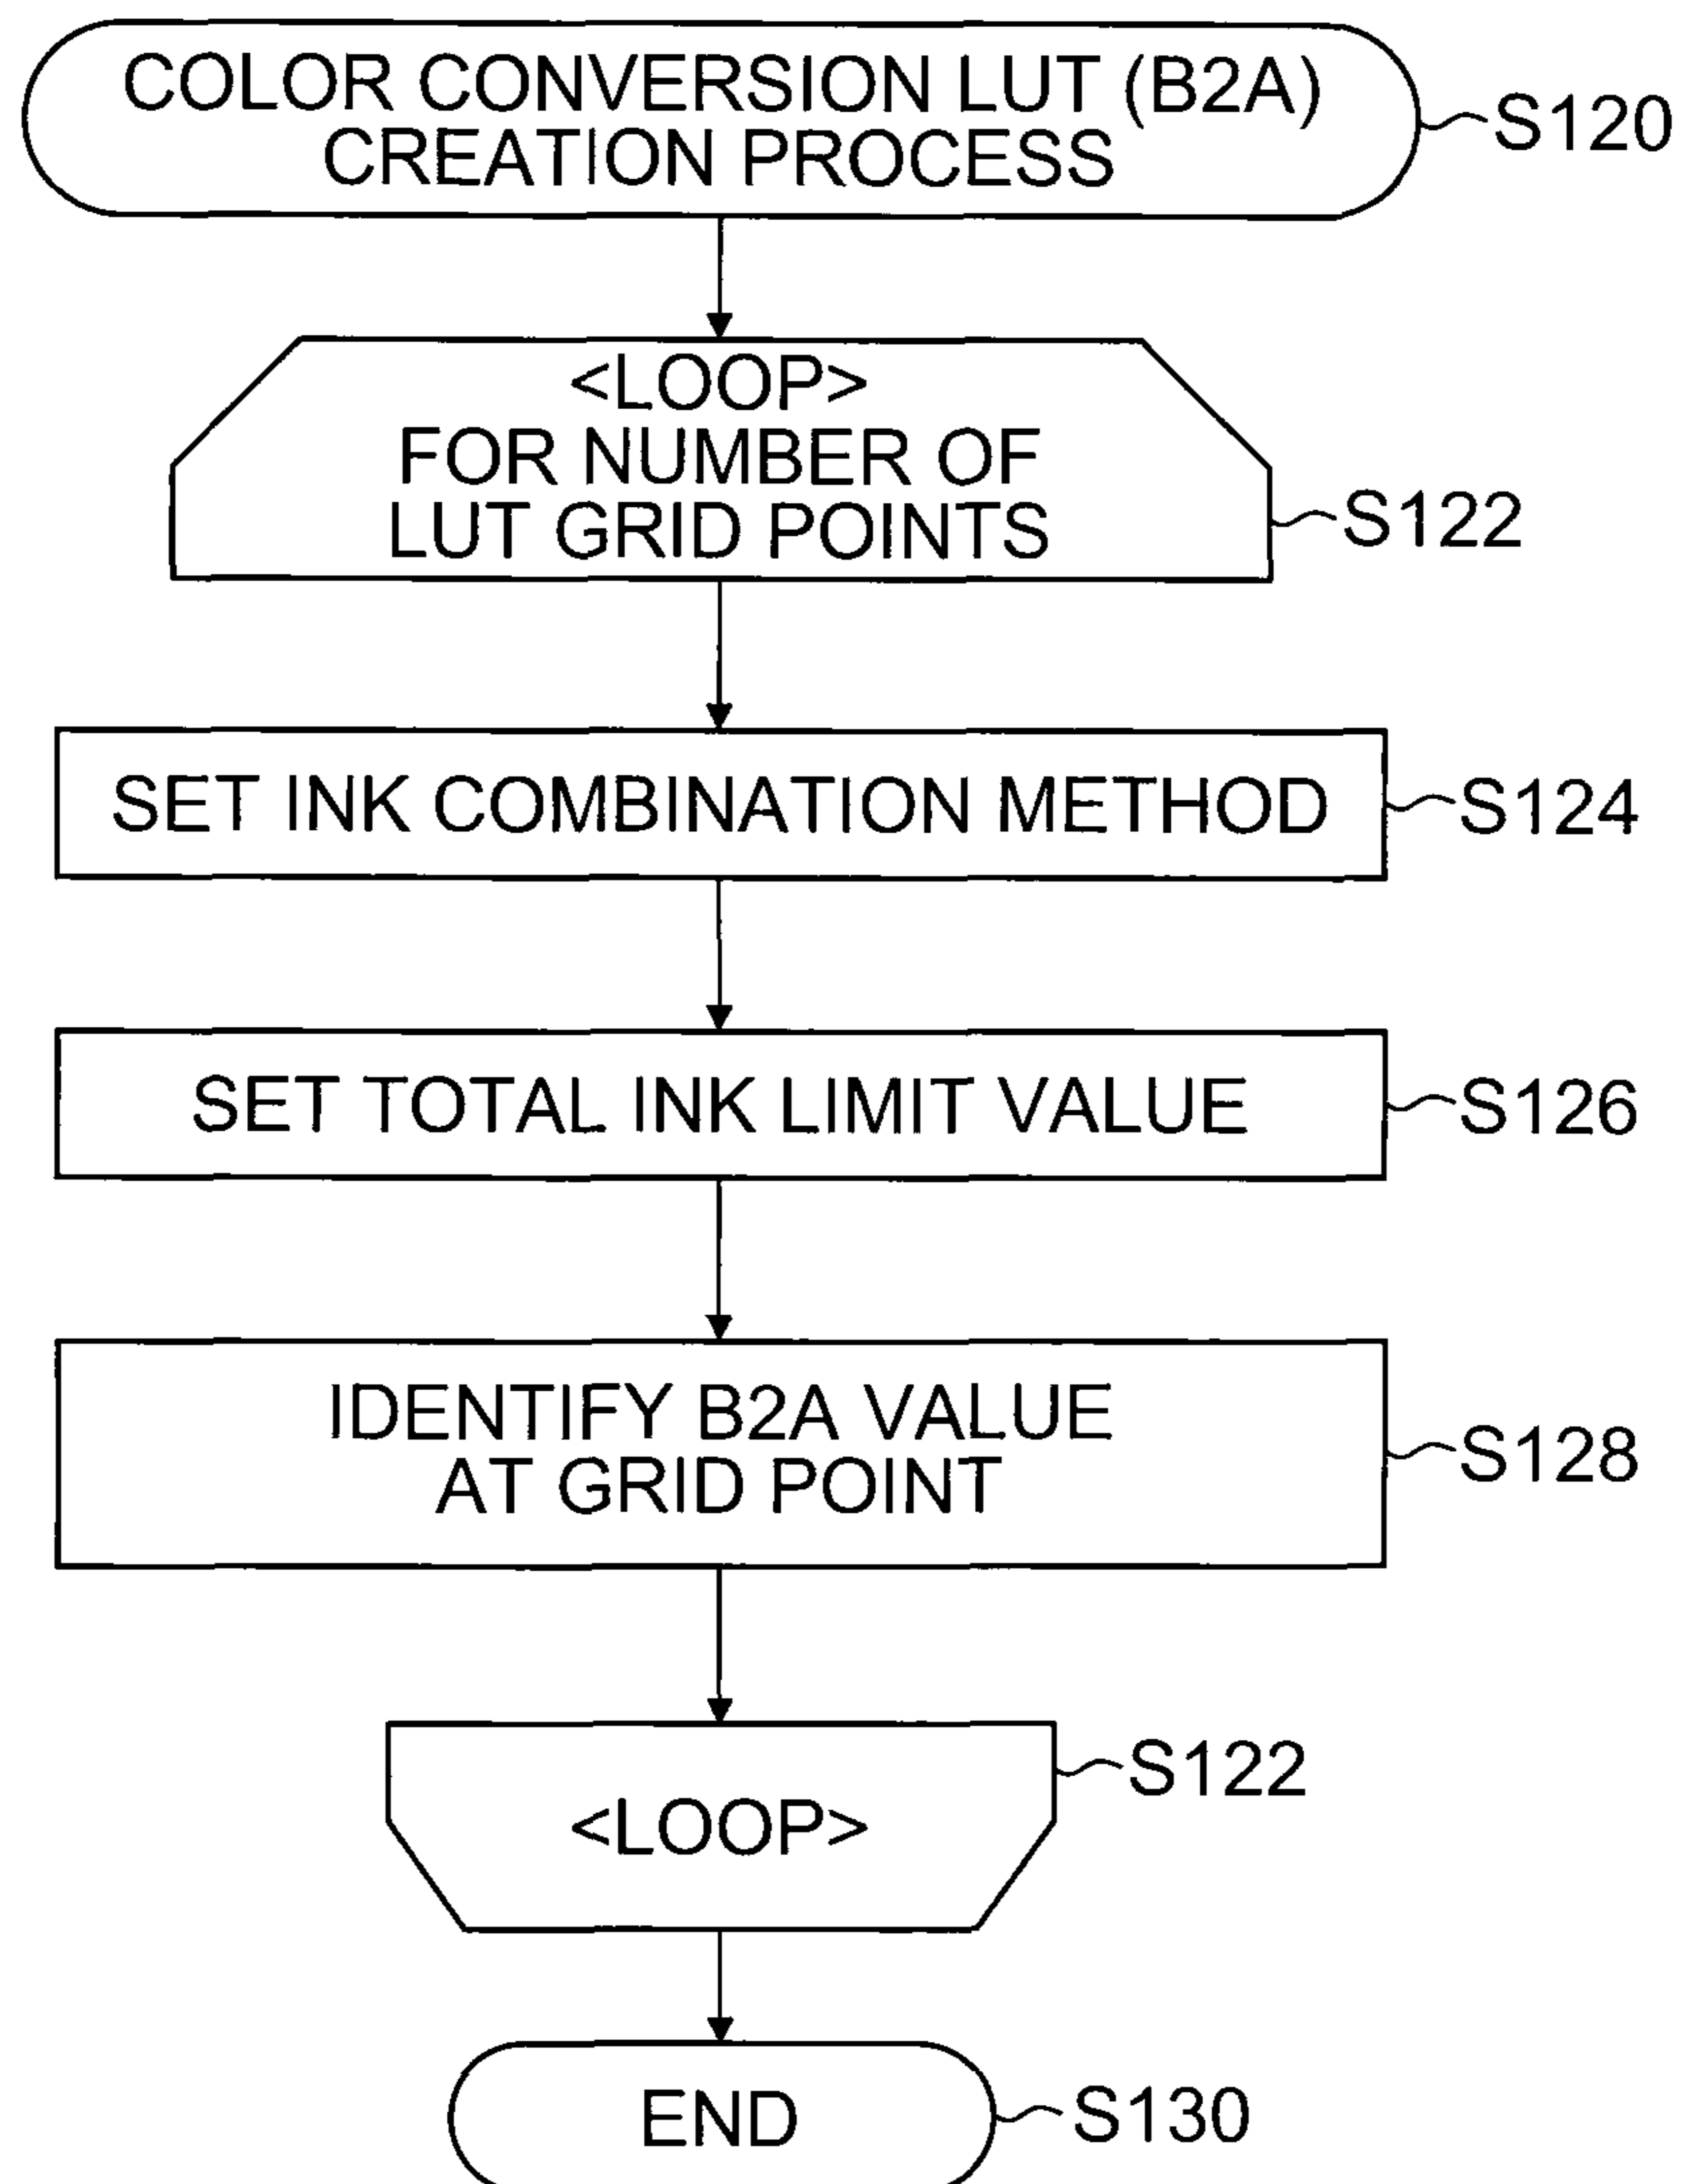 COLOR CONVERSION LUT (B2A)
CREATION PROCESS
S120
<LOOP>
FOR NUMBER OF
LUT GRID POINTS
S122
SET INK COMBINATION METHOD
S124
SET TOTAL INK LIMIT VALUE
S126
IDENTIFY B2A VALUE
AT GRID POINT
S128
S122
<LOOP>
END
S130